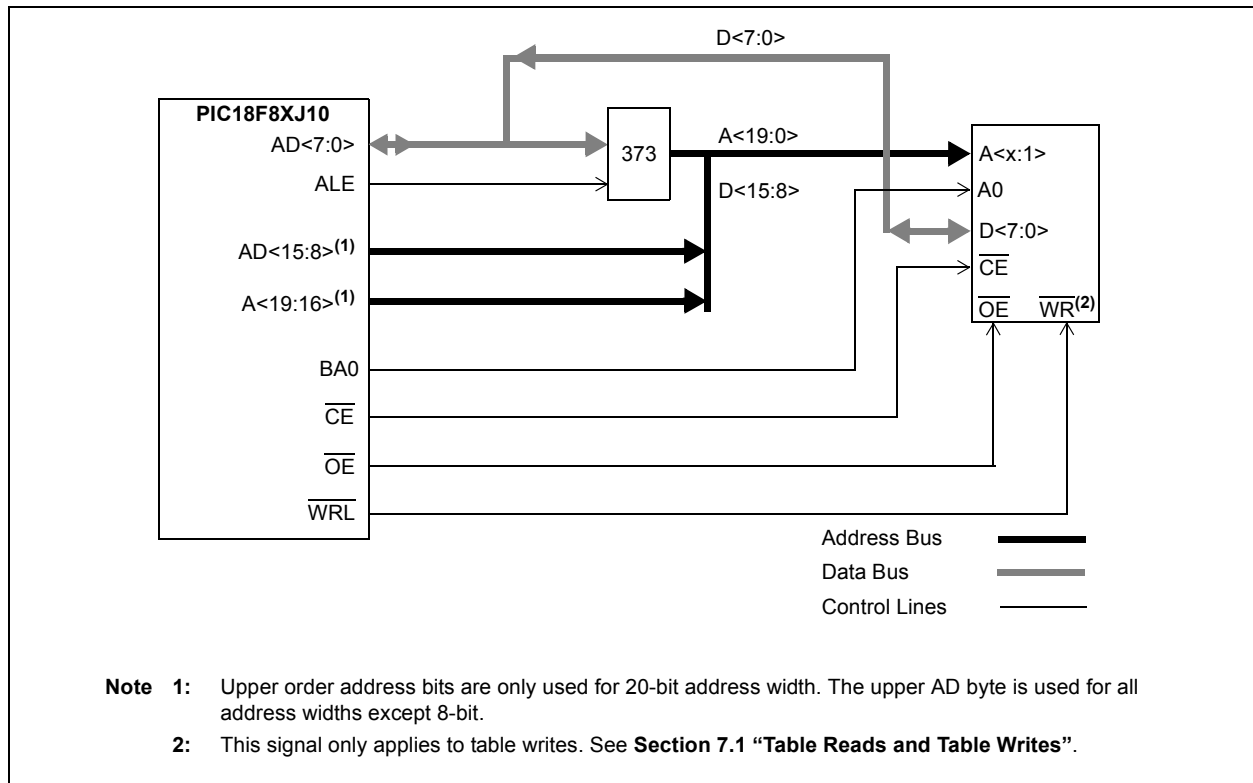 D<7:0>
PIC18F8XJ10
AD<7:0>
373
A<19:0>
A<x:1>
ALE
D<15:8>
A0
D<7:0>
AD<15:8>(1)
CE
A<19:16>(1)
OE WR(2)
BA0
CE
OE
WRL
Address Bus
Data Bus
Control Lines
Note 1: Upper order address bits are only used for 20-bit address width. The upper AD byte is used for all
address widths except 8-bit.
2: This signal only applies to table writes. See Section 7.1 “Table Reads and Table Writes”.